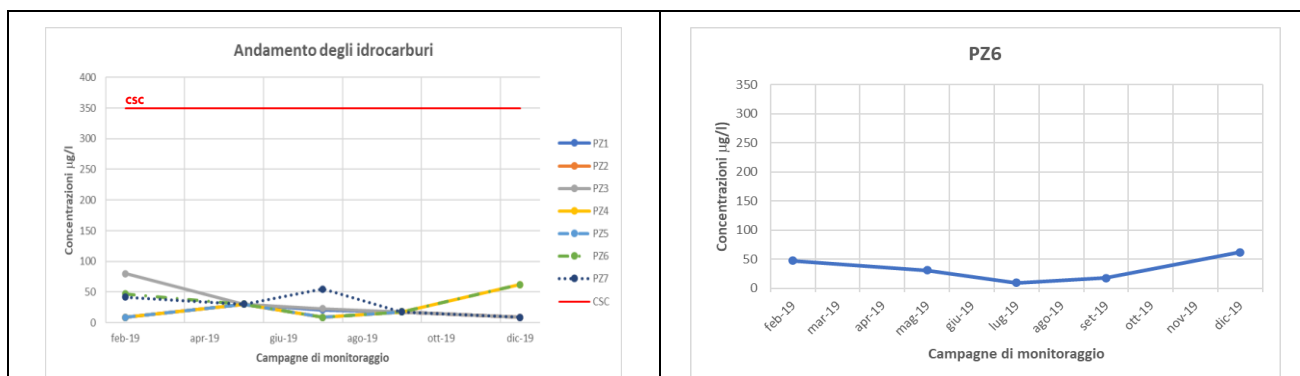 Andamento degli idrocarburi
Concentrazioni µg/l
400
350
300
250
200
150
100
50
0
csc
feb-19 apr-19 giu-19 ago-19 ott-19 dic-19
Campagne di monitoraggio
PZ1
PZ2
PZ3
PZ4
PZ5
PZ6
PZ7
CSC
PZ6
Concentrazioni µg/l)
350
300
250
200
150
100
50
0
feb-19 mar-19 apr-19 mag-19 giu-19 lug-19 ago-19 set-19 ott-19 nov-19 dic-19
Campagne di monitoraggio